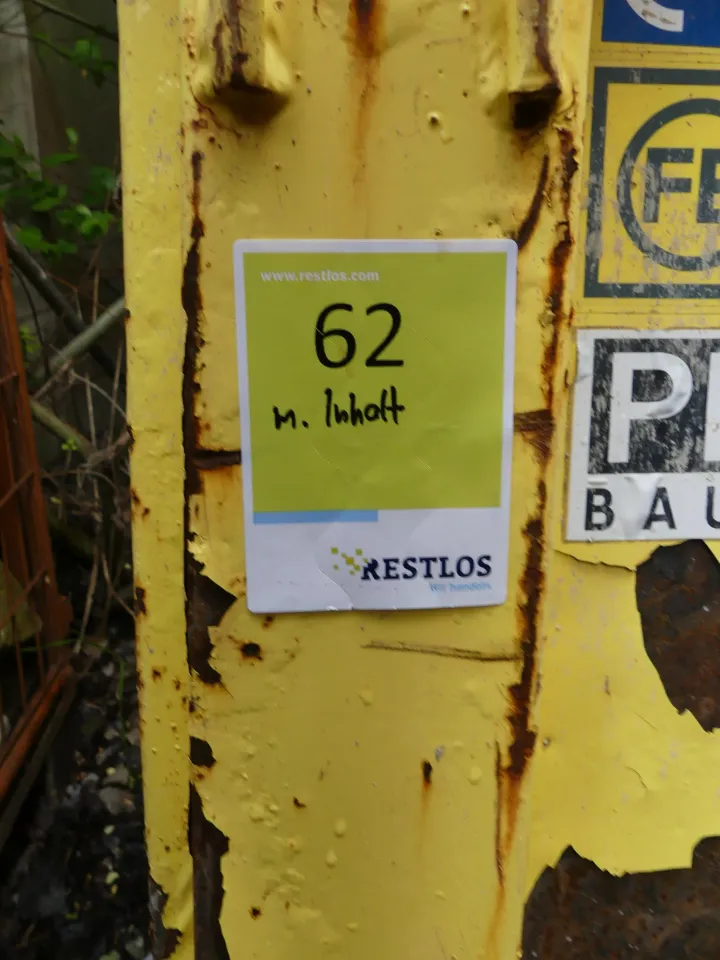 www.restlos.com
62
m. Inhalt
RESTLOS
Wir handeln.
BAU